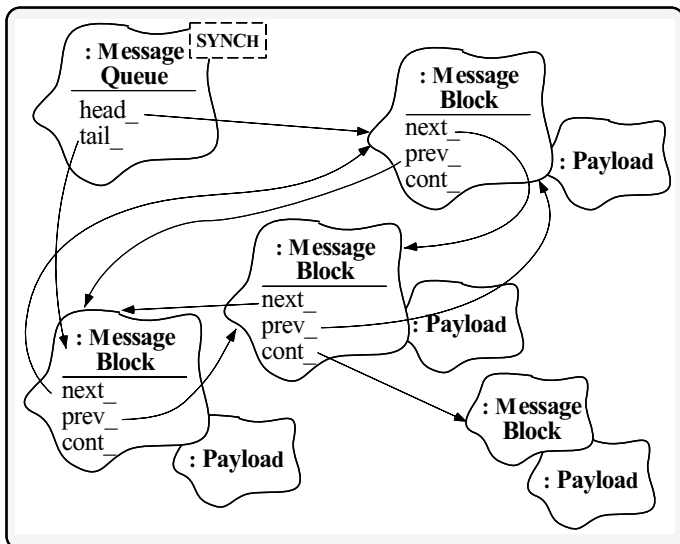 : Message
Queue
SYNCH
head_
tail_
: Message
Block
next_
prev_
cont_
: Payload
: Message
Block
next_
prev_
cont_
: Payload
: Message
Block
next_
prev_
cont_
: Payload
: Message
Block
: Payload